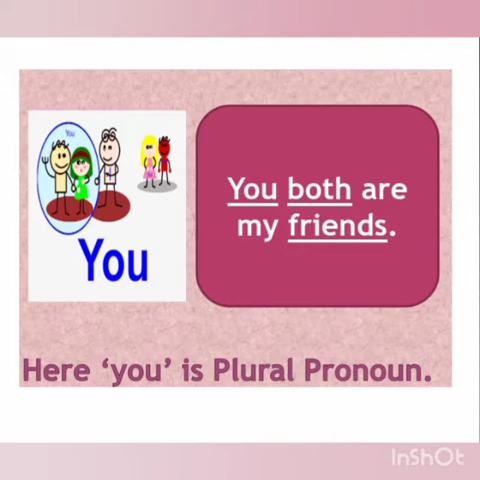 You
You
You both are
my friends.
Here ‘you’ is Plural Pronoun.
InShOt